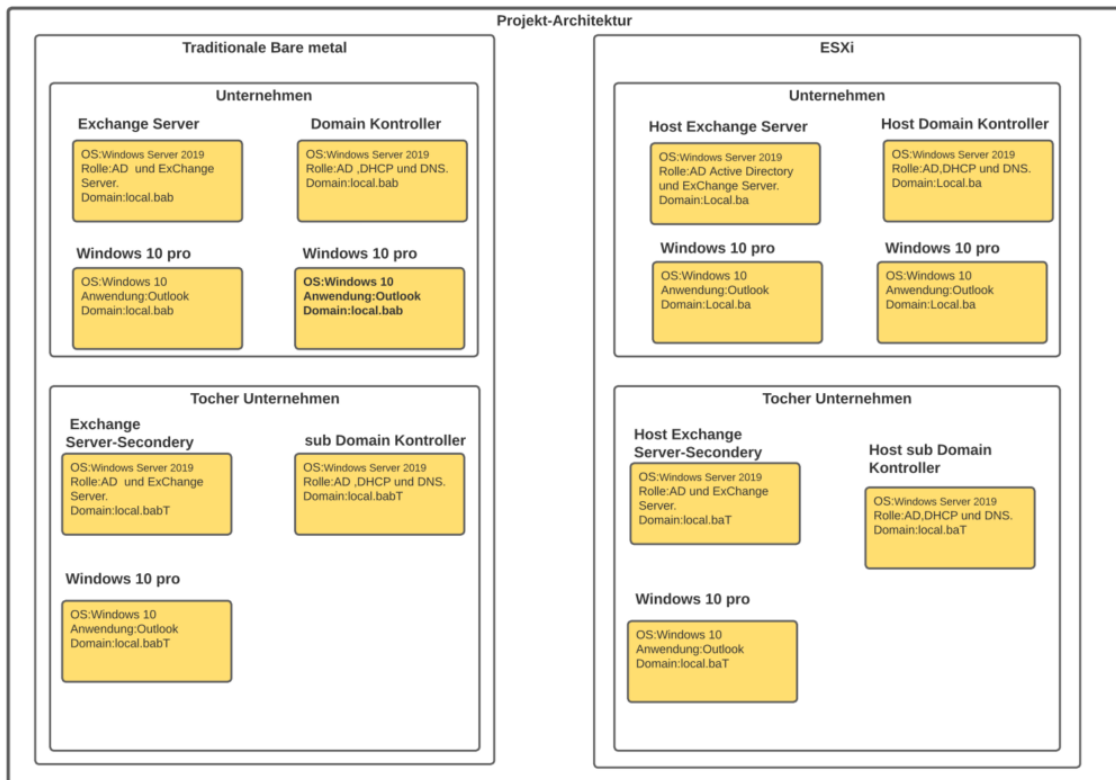 Projekt-Architektur
Traditionale Bare metal
Unternehmen
Exchange Server
OS:Windows Server 2019
Rolle:AD und ExChange
Server.
Domain:local.bab
Domain Kontroller
OS:Windows Server 2019
Rolle:AD ,DHCP und DNS.
Domain:local.bab
Windows 10 pro
OS:Windows 10
Anwendung:Outlook
Domain:local.bab
Windows 10 pro
OS:Windows 10
Anwendung:Outlook
Domain:local.bab
Tocher Unternehmen
Exchange
Server-Secondery
OS:Windows Server 2019
Rolle:AD und ExChange
Server.
Domain:local.babT
sub Domain Kontroller
OS:Windows Server 2019
Rolle:AD ,DHCP und DNS.
Domain:local.babT
Windows 10 pro
OS:Windows 10
Anwendung:Outlook
Domain:local.babT
ESXi
Unternehmen
Host Exchange Server
OS:Windows Server 2019
Rolle:AD Active Directory
und ExChange Server.
Domain:Local.ba
Host Domain Kontroller
OS:Windows Server 2019
Rolle:AD,DHCP und DNS.
Domain:Local.ba
Windows 10 pro
OS:Windows 10
Anwendung:Outlook
Domain:Local.ba
Windows 10 pro
OS:Windows 10
Anwendung:Outlook
Domain:Local.ba
Tocher Unternehmen
Host Exchange
Server-Secondery
OS:Windows Server 2019
Rolle:AD und ExChange
Server.
Domain:local.baT
Host sub Domain
Kontroller
OS:Windows Server 2019
Rolle:AD,DHCP und DNS.
Domain:local.baT
Windows 10 pro
OS:Windows 10
Anwendung:Outlook
Domain:local.baT